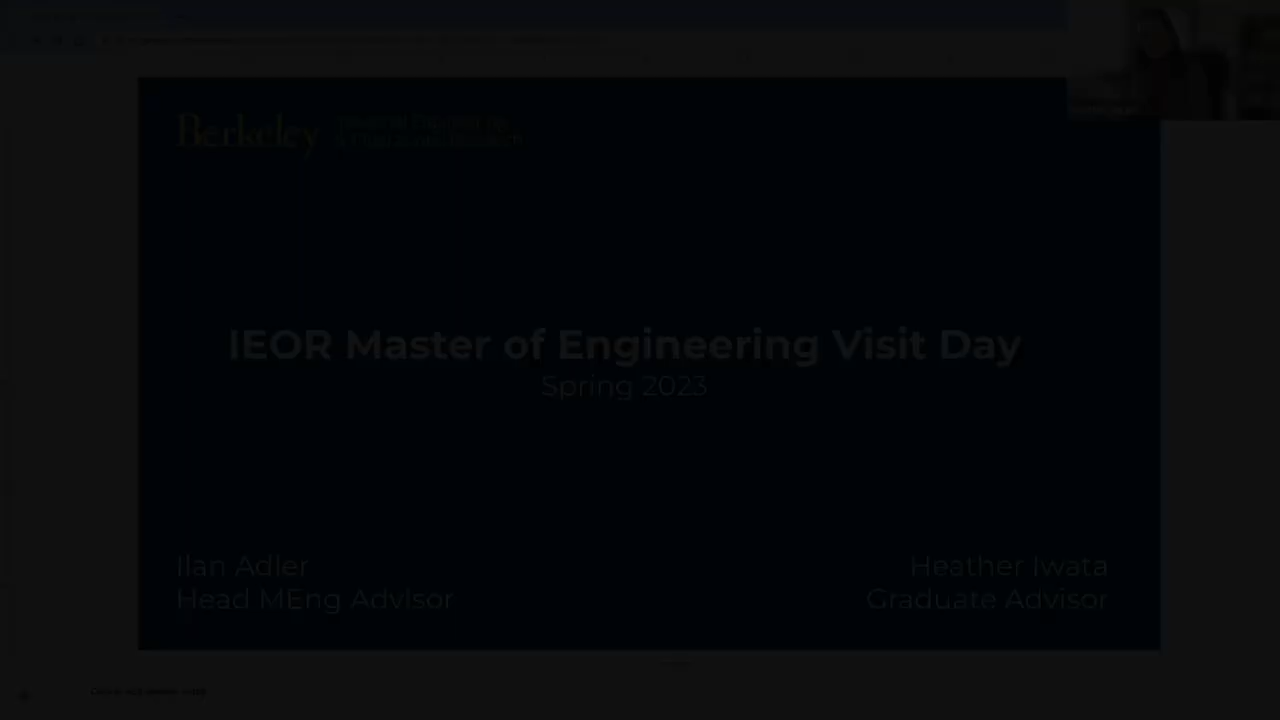 Berkeley
IEOR Master of Engineering Visit Day
Spring 2023
Ilan Adler
Head MEng Advisor
Heather Iwata
Graduate Advisor